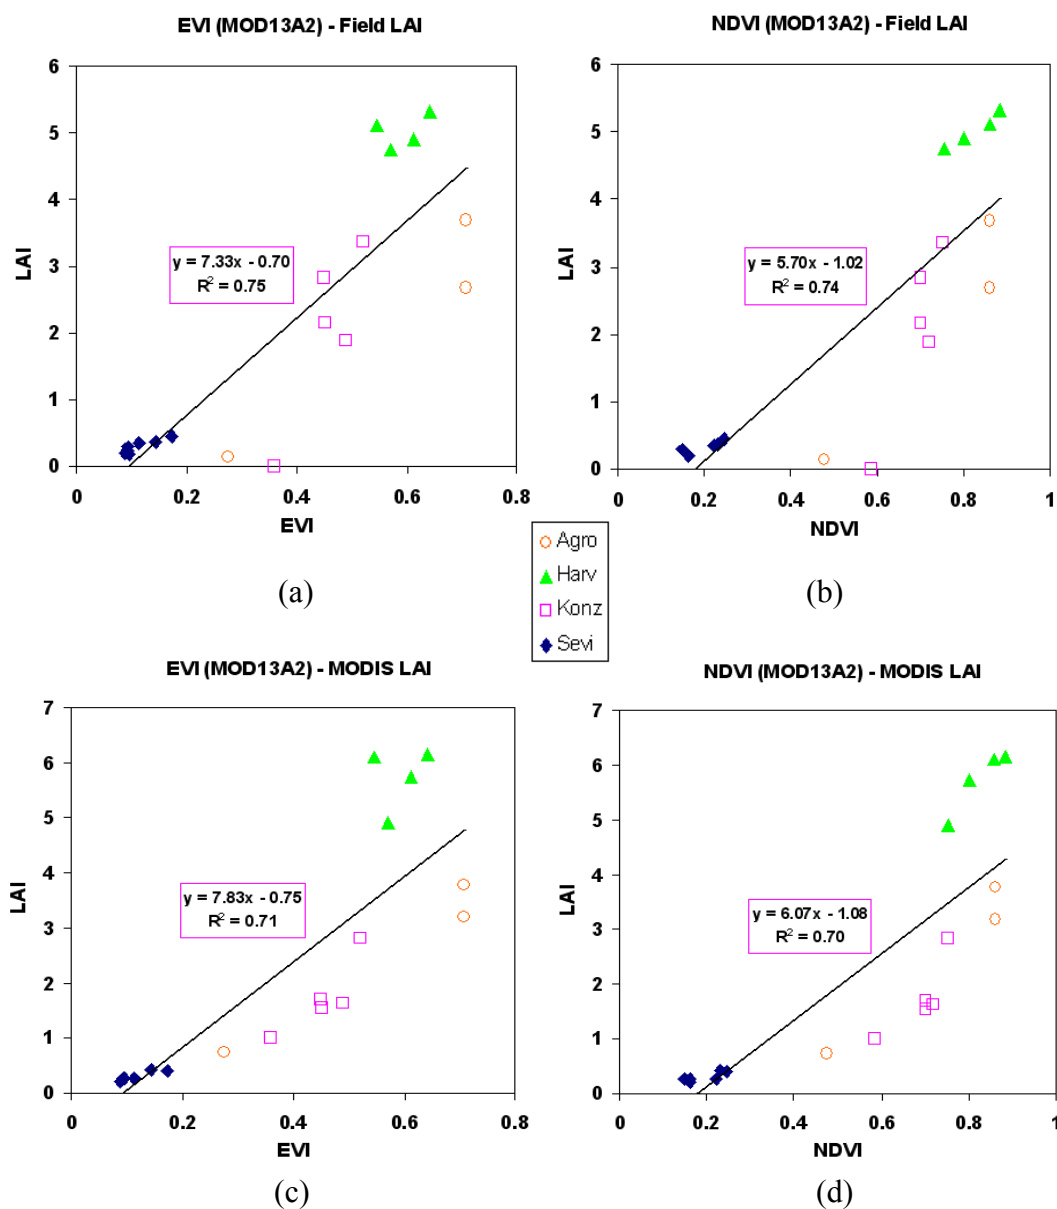 EVI (MOD13A2) - Field LAI
6
5
4
3
2
1
0
LAI
y = 7.33x - 0.70
R² = 0.75
0 0.2 0.4 0.6 0.8
EVI
(a)
NDVI (MOD13A2) - Field LAI
6
5
4
3
2
1
0
LAI
y = 5.70x - 1.02
R² = 0.74
0 0.2 0.4 0.6 0.8 1
NDVI
(b)
Agro
Harv
Konz
Sevi
EVI (MOD13A2) - MODIS LAI
7
6
5
4
3
2
1
0
LAI
y = 7.83x - 0.75
R² = 0.71
0 0.2 0.4 0.6 0.8
EVI
(c)
NDVI (MOD13A2) - MODIS LAI
7
6
5
4
3
2
1
0
LAI
y = 6.07x - 1.08
R² = 0.70
0 0.2 0.4 0.6 0.8 1
NDVI
(d)